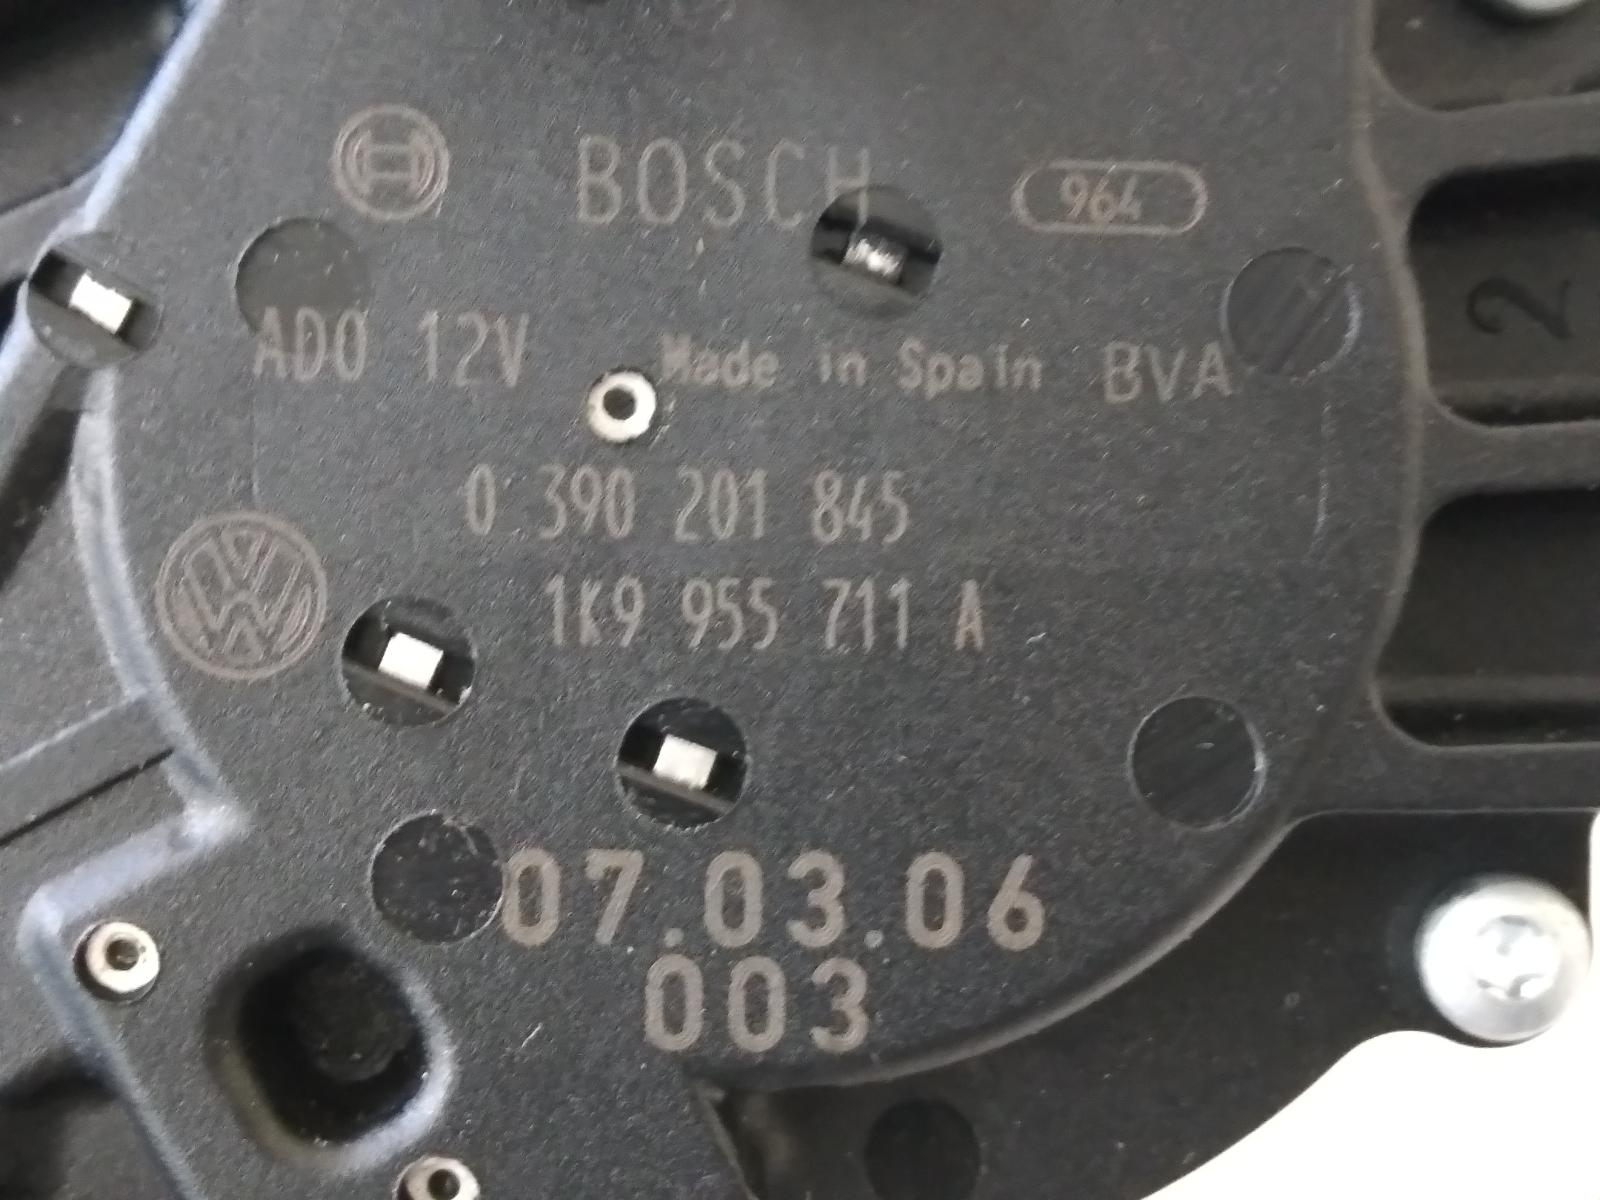 BOSCH 964
AD0 12V Made in Spain BVA
0 390 201 845
1K9 955 711 A
07.03.06
003
2